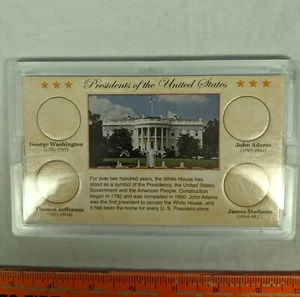 Presidents of the United States
George Washington
(1789-1797)
John Adams
(1797-1801)
For over two hundred years, the White House has
stood as a symbol of the Presidency, the United States
Government and the American People. Construction
began in 1792 and was completed in 1800. John Adams
was the first president to occupy the White House, and
it has been the home for every U. S. President since.
Thomas Jefferson
(1801-1809)
James Madison
(1809-1817)